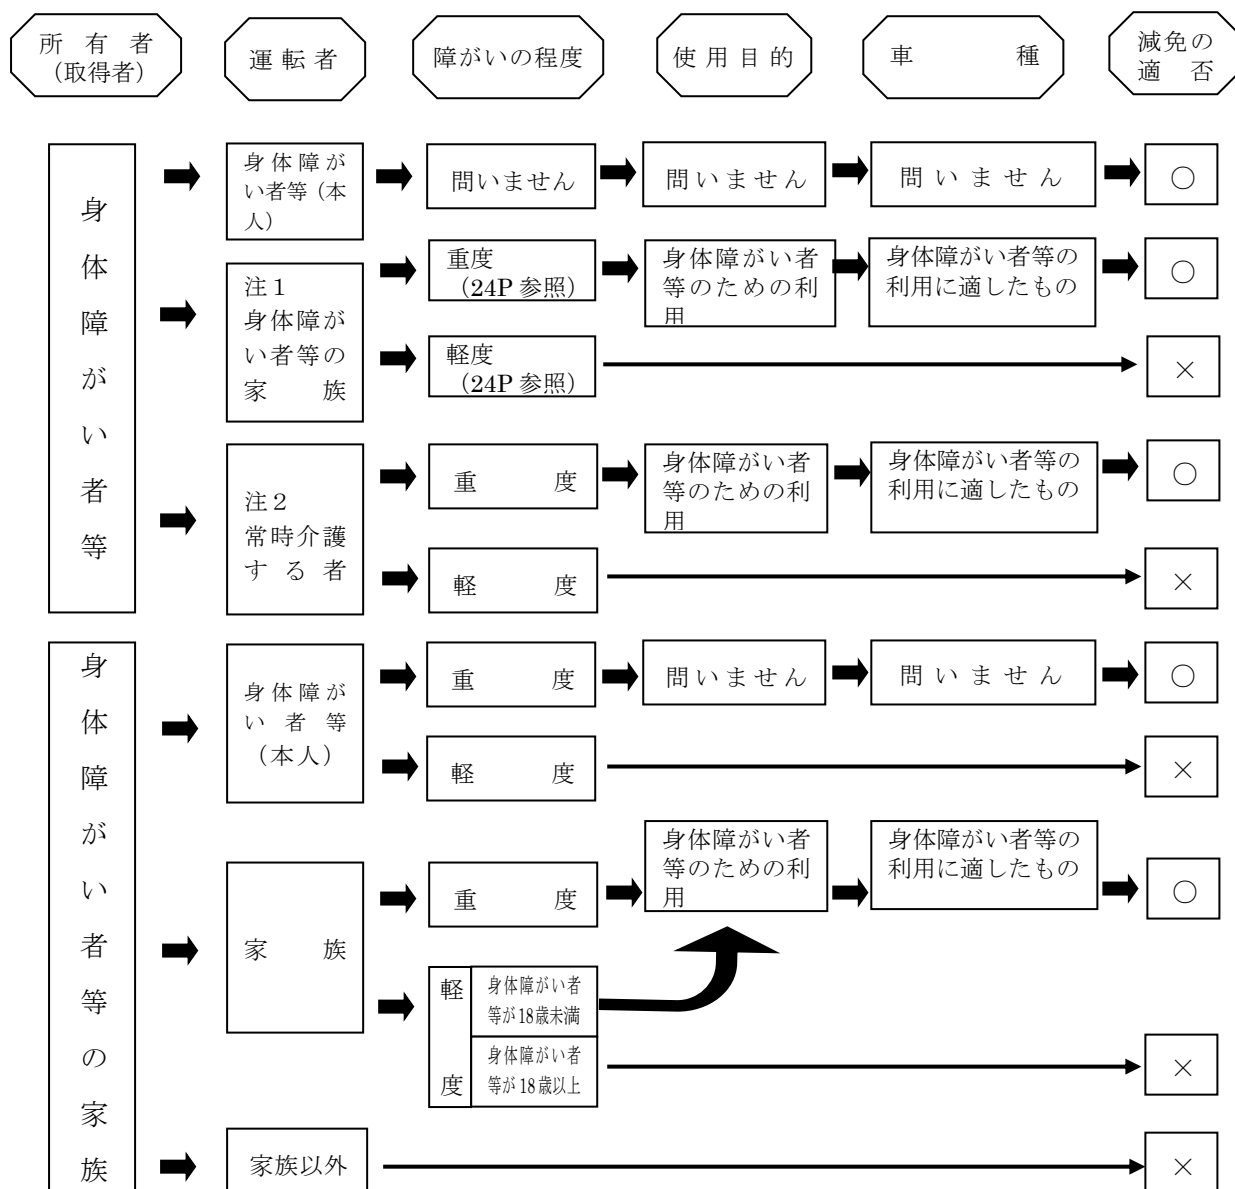 所有者
(取得者)
運転者
障がいの程度
使用目的
車種
減免の
適否
身体障がい者等
身体障が
い者等(本
人)
問いません
問いません
問いません
○
注1
身体障が
い者等の
家族
重度
(24P参照)
身体障がい者
等のための利
用
身体障がい者等の
利用に適したもの
○
軽度
(24P参照)
×
注2
常時介護
する者
重度
身体障がい者
等のための利
用
身体障がい者等の
利用に適したもの
○
軽度
×
身体障がい者等の家族
身体障が
い者等
(本人)
重度
問いません
問いません
○
軽度
×
家族
重度
身体障がい者
等のための利
用
身体障がい者等の
利用に適したもの
○
軽度
身体障がい者
等が18歳未満
身体障がい者
等が18歳以上
×
家族以外
×